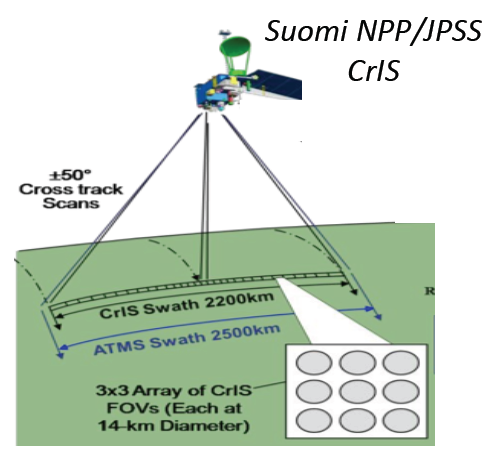 Suomi NPP/JPSS
CrIS
±50°
Cross track
Scans
R
CrIS Swath 2200km
ATMS Swath 2500km
3x3 Array of CrIS
FOVs (Each at
14-km Diameter)